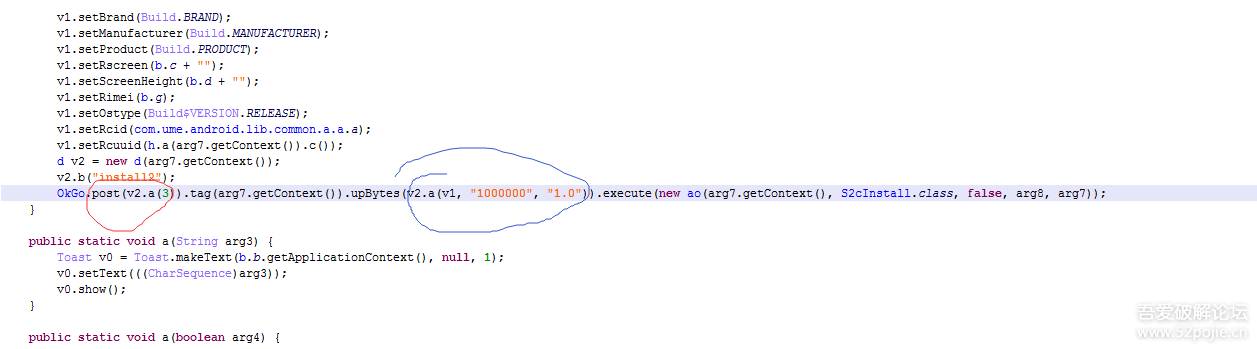 v1.setBrand(Build.BRAND);
v1.setManufacturer(Build.MANUFACTURER);
v1.setProduct(Build.PRODUCT);
v1.setRscreen(b.c + "");
v1.setScreenHeight(b.d + "");
v1.setRimei(b.g);
v1.setOstype(Build$VERSION.RELEASE);
v1.setRcid(com.ume.android.lib.common.a.a.a);
v1.setRcuuid(h.a(arg7.getContext()).c());
d v2 = new d(arg7.getContext());
v2.b("install2");
OkGo.post(v2.a(3)).tag(arg7.getContext()).upBytes(v2.a(v1, "1000000", "1.0")).execute(new ao(arg7.getContext(), S2cInstall.class, false, arg8, arg7));
}
public static void a(String arg3) {
Toast v0 = Toast.makeText(b.b.getApplicationContext(), null, 1);
v0.setText(((CharSequence)arg3));
v0.show();
}
public static void a(boolean arg4) {
吾爱破解论坛
www.52pojie.cn